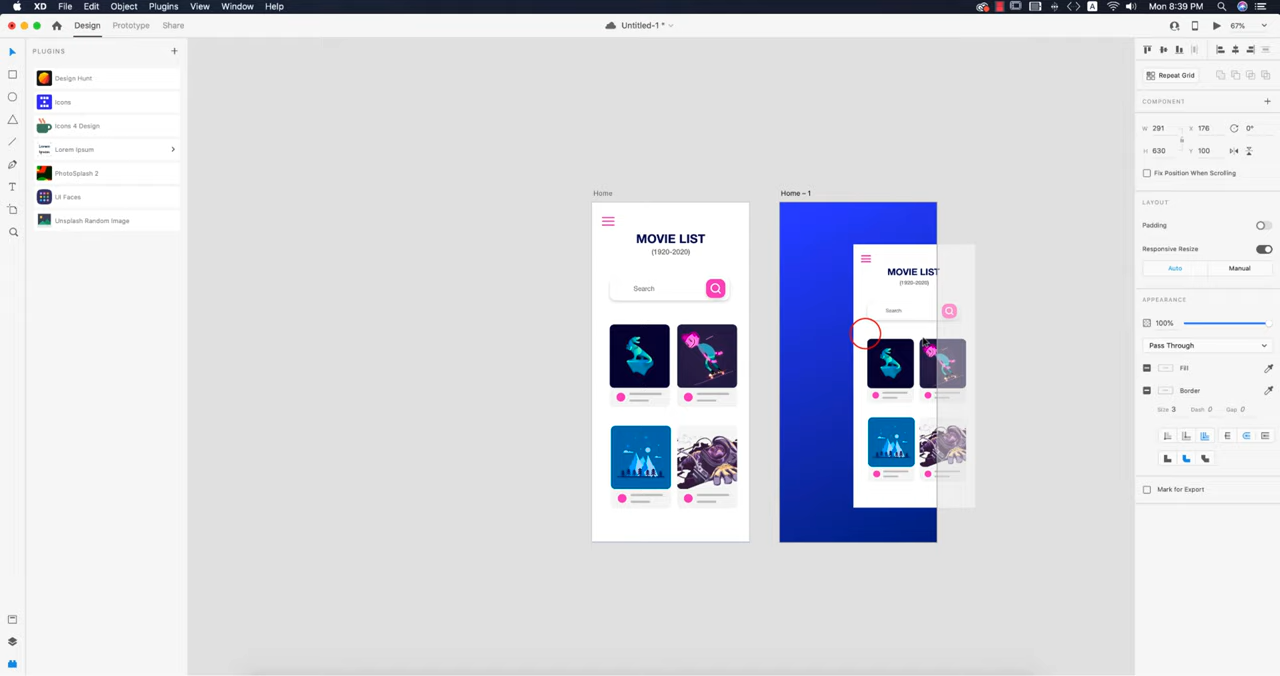 XD File Edit Object Plugins View Window Help
A
Mon 8:39 PM
Design Prototype Share
Untitled-1 *
67%
PLUGINS
Design Hunt
Icons
Icons 4 Design
Lorem Ipsum
Lorem Ipsum
PhotoSplash 2
UI Faces
Unsplash Random Image
Home
MOVIE LIST
(1920-2020)
Search
Home – 1
MOVIE LIST
(1920-2020)
Search
Repeat Grid
COMPONENT
W 291 X 176 0°
H 630 Y 100
Fix Position When Scrolling
LAYOUT
Padding
Responsive Resize
Auto Manual
APPEARANCE
100%
Pass Through
Fill
Border
Size 3 Dash 0 Gap 0
Mark for Export